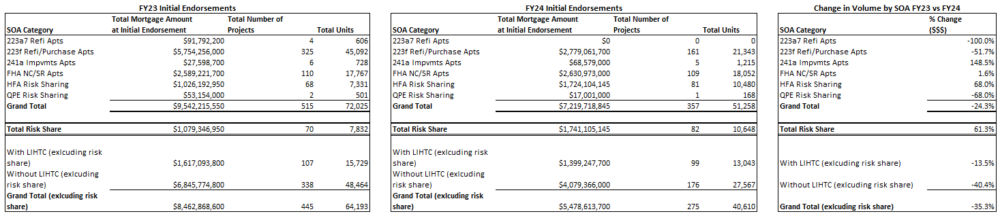 FY23 Initial Endorsements
SOA Category Total Mortgage Amount at Initial Endorsement Total Number of Projects Total Units
223a7 Refi Apts $91,792,200 4 606
223f Refi/Purchase Apts $5,754,256,000 325 45,092
241a Impvmts Apts $27,598,700 6 728
FHA NC/SR Apts $2,589,221,700 110 17,767
HFA Risk Sharing $1,026,192,950 68 7,331
QPE Risk Sharing $53,154,000 2 501
Grand Total $9,542,215,550 515 72,025
Total Risk Share $1,079,346,950 70 7,832
With LIHTC (exlcuding risk
share) $1,617,093,800 107 15,729
Without LIHTC (exlcuding
risk share) $6,845,774,800 338 48,464
Grand Total (exlcuding risk
share) $8,462,868,600 445 64,193
FY24 Initial Endorsements
SOA Category Total Mortgage Amount at Initial Endorsement Total Number of Projects Total Units
223a7 Refi Apts $0 0 0
223f Refi/Purchase Apts $2,779,061,700 161 21,343
241a Impvmts Apts $68,579,000 5 1,215
FHA NC/SR Apts $2,630,973,000 109 18,052
HFA Risk Sharing $1,724,104,145 81 10,480
QPE Risk Sharing $17,001,000 1 168
Grand Total $7,219,718,845 357 51,258
Total Risk Share $1,741,105,145 82 10,648
With LIHTC (exlcuding risk
share) $1,399,247,700 99 13,043
Without LIHTC (exlcuding
risk share) $4,079,366,000 176 27,567
Grand Total (exlcuding risk
share) $5,478,613,700 275 40,610
Change in Volume by SOA FY23 vs FY24
SOA Category % Change ($$$)
223a7 Refi Apts -100.0%
223f Refi/Purchase Apts -51.7%
241a Impvmts Apts 148.5%
FHA NC/SR Apts 1.6%
HFA Risk Sharing 68.0%
QPE Risk Sharing -68.0%
Grand Total -24.3%
Total Risk Share 61.3%
With LIHTC (exlcuding risk share) -13.5%
Without LIHTC (exlcuding risk share) -40.4%
Grand Total (exlcuding risk share) -35.3%